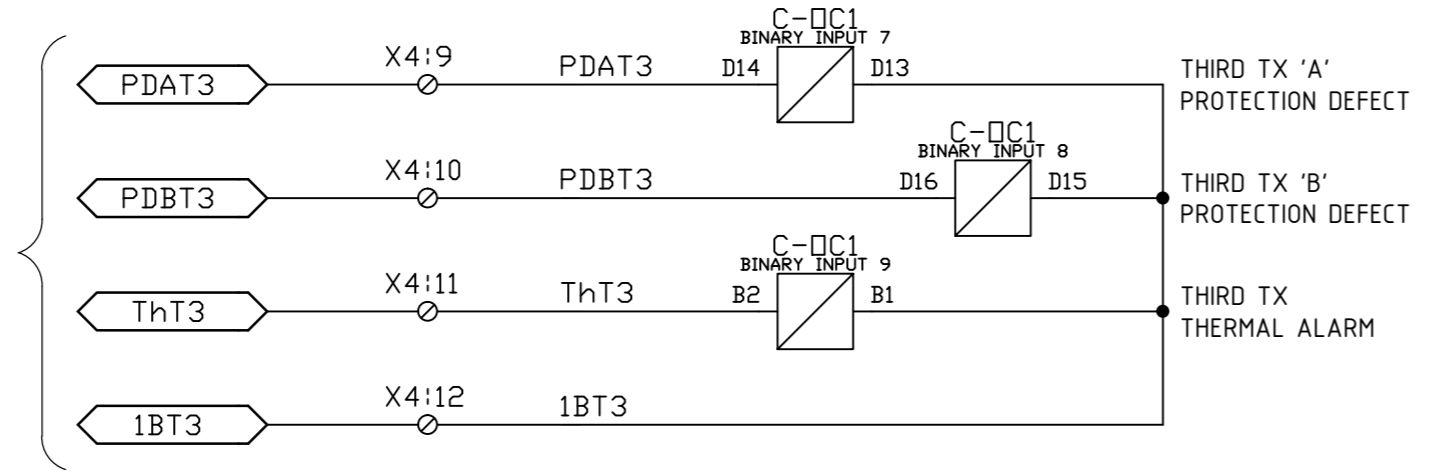 C-□C1
BINARY INPUT 7
PDAT3
X4:9
PDAT3
D14
D13
THIRD TX 'A'
PROTECTION DEFECT
C-□C1
BINARY INPUT 8
PDBT3
X4:10
PDBT3
D16
D15
THIRD TX 'B'
PROTECTION DEFECT
C-□C1
BINARY INPUT 9
ThT3
X4:11
ThT3
B2
B1
THIRD TX
THERMAL ALARM
1BT3
X4:12
1BT3